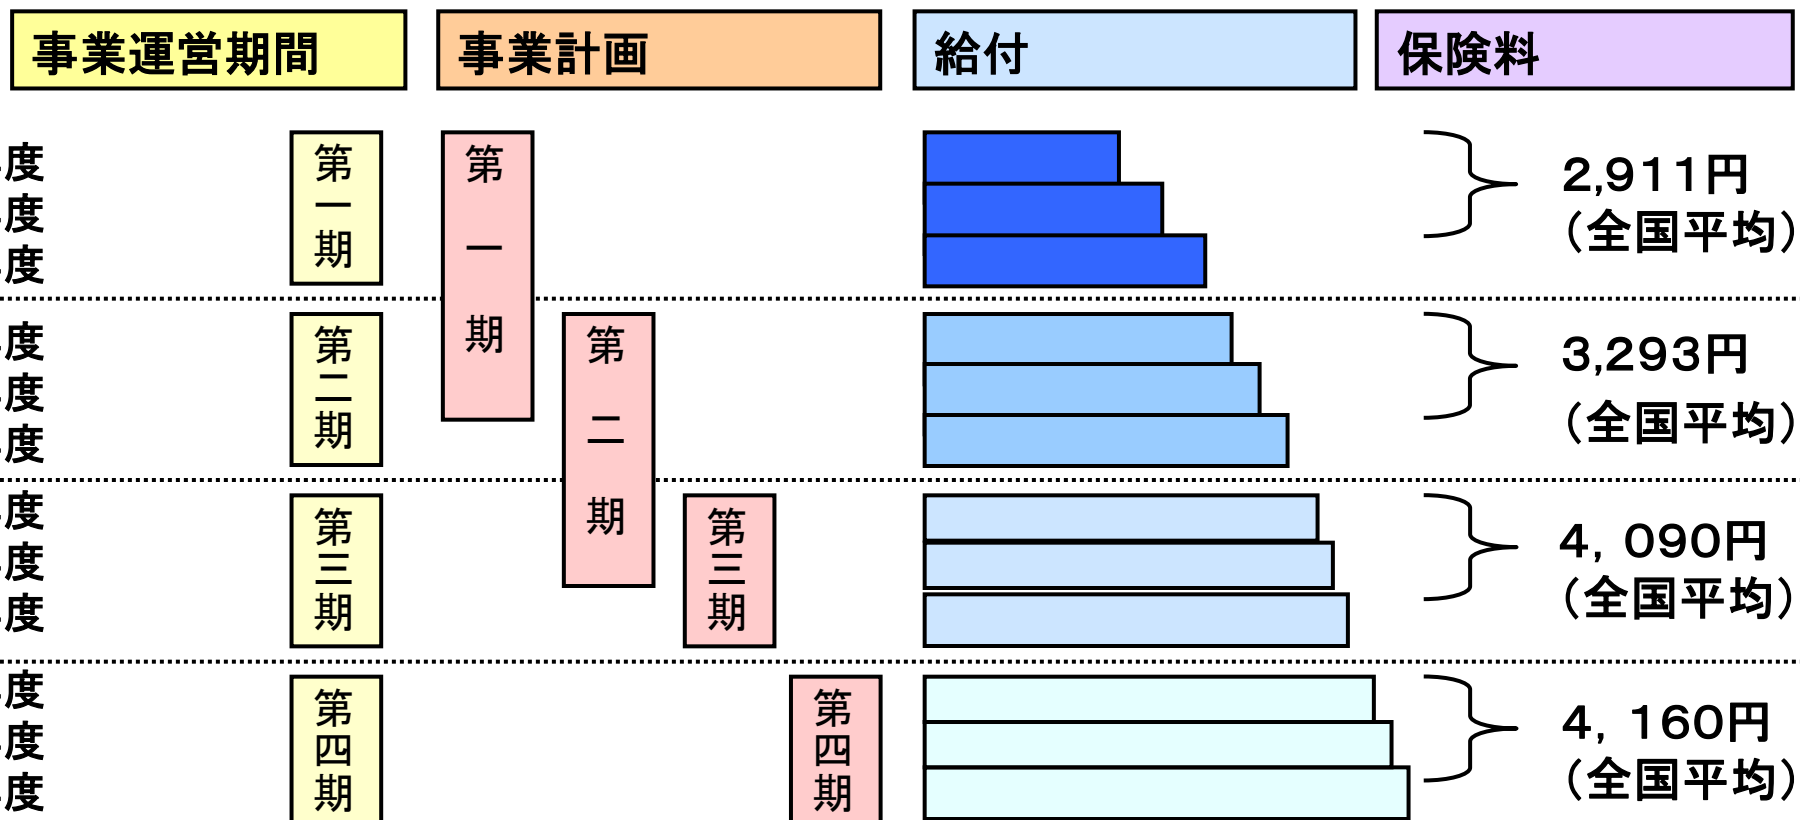 事業運営期間
事業計画
給付
保険料
度
度
度
第一期
第一期
2,911円
(全国平均)
度
度
度
第二期
第二期
3,293円
(全国平均)
度
度
度
第三期
第三期
4,090円
(全国平均)
度
度
度
第四期
第四期
4,160円
(全国平均)